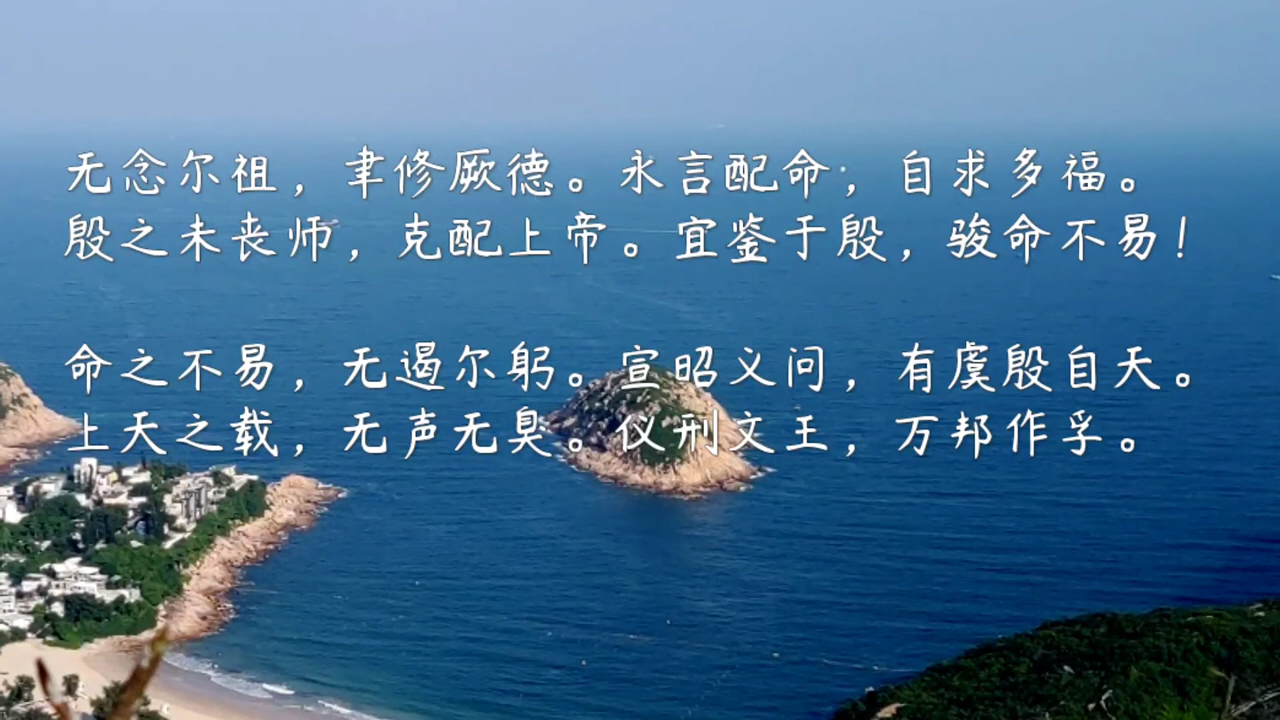 无念尔祖，聿修厥德。永言配命，自求多福。
殷之未丧师，克配上帝。宜鉴于殷，骏命不易！
命之不易，无遏尔躬。宣昭义问，有虞殷自天。
上天之载，无声无臭。仪刑文王，万邦作孚。